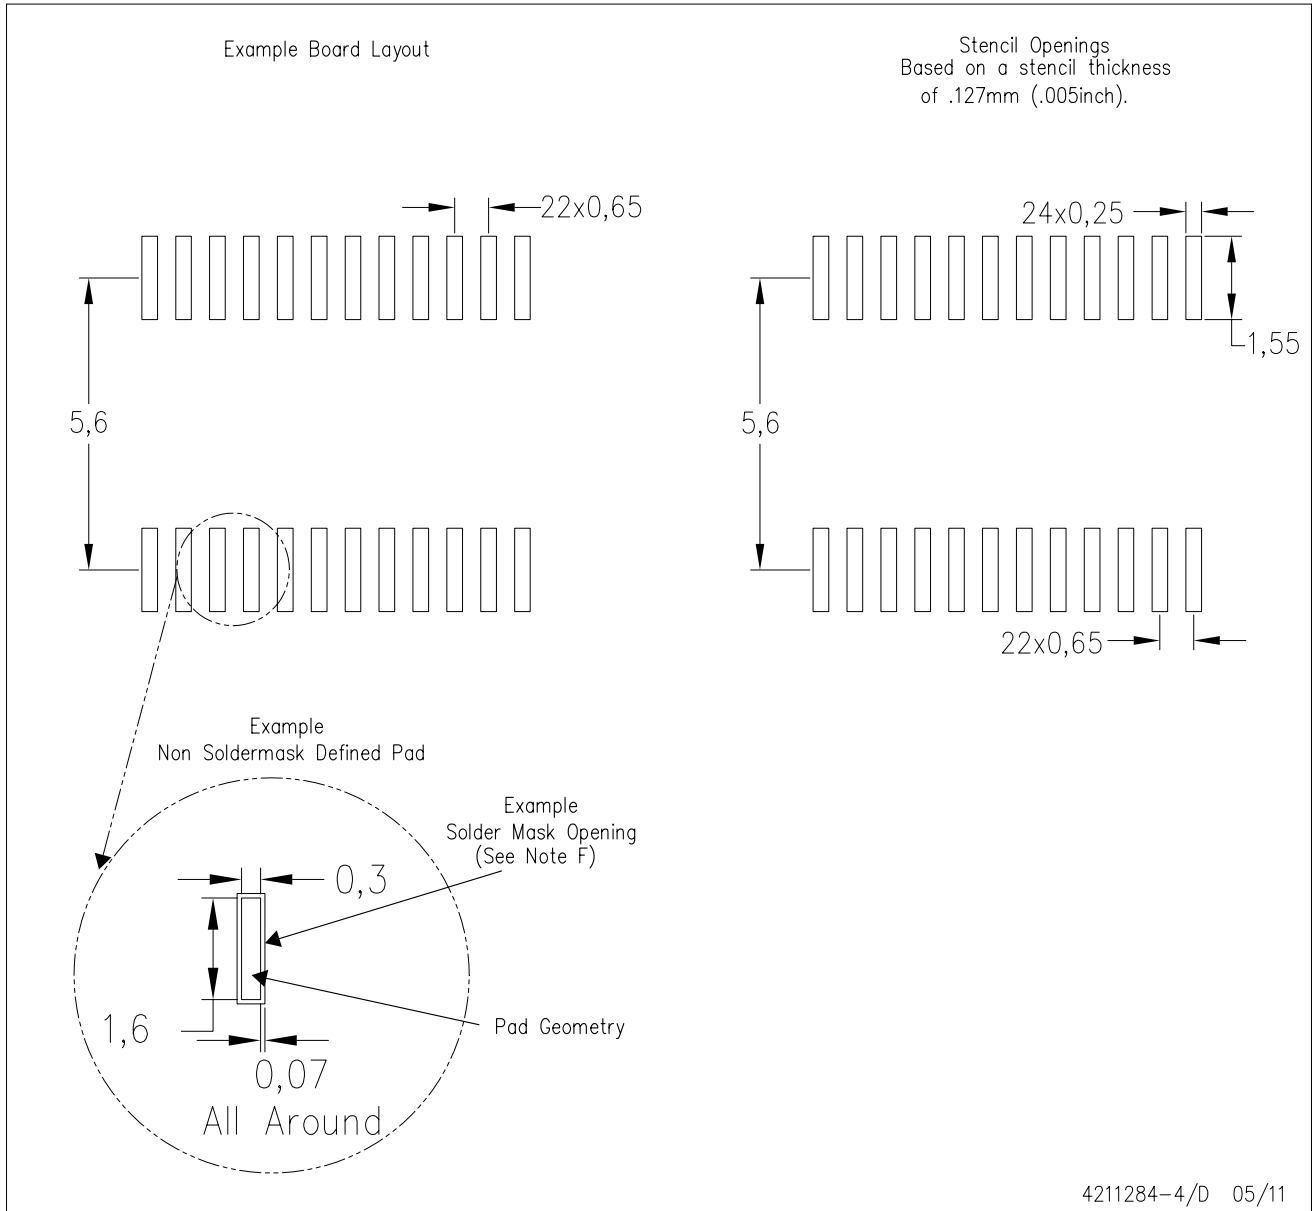 Example Board Layout
Stencil Openings
Based on a stencil thickness
of .127mm (.005inch).
22x0,65
24x0,25
1,55
5,6
5,6
22x0,65
Example
Non Soldermask Defined Pad
Example
Solder Mask Opening
(See Note F)
0,3
1,6
Pad Geometry
0,07
All Around
4211284-4/D 05/11